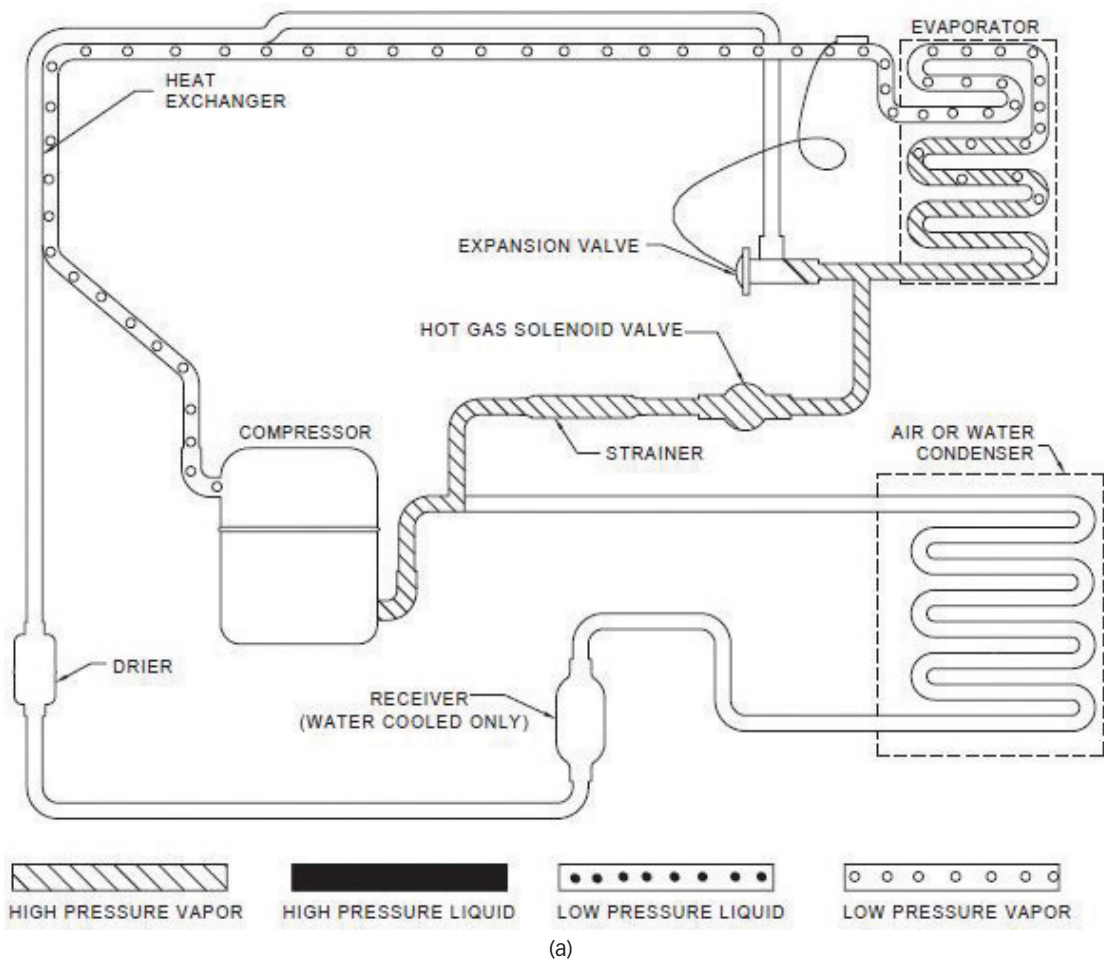 EVAPORATOR
HEAT
EXCHANGER
EXPANSION VALVE
HOT GAS SOLENOID VALVE
COMPRESSOR
STRAINER
AIR OR WATER
CONDENSER
DRIER
RECEIVER
(WATER COOLED ONLY)
HIGH PRESSURE VAPOR
HIGH PRESSURE LIQUID
LOW PRESSURE LIQUID
LOW PRESSURE VAPOR
(a)